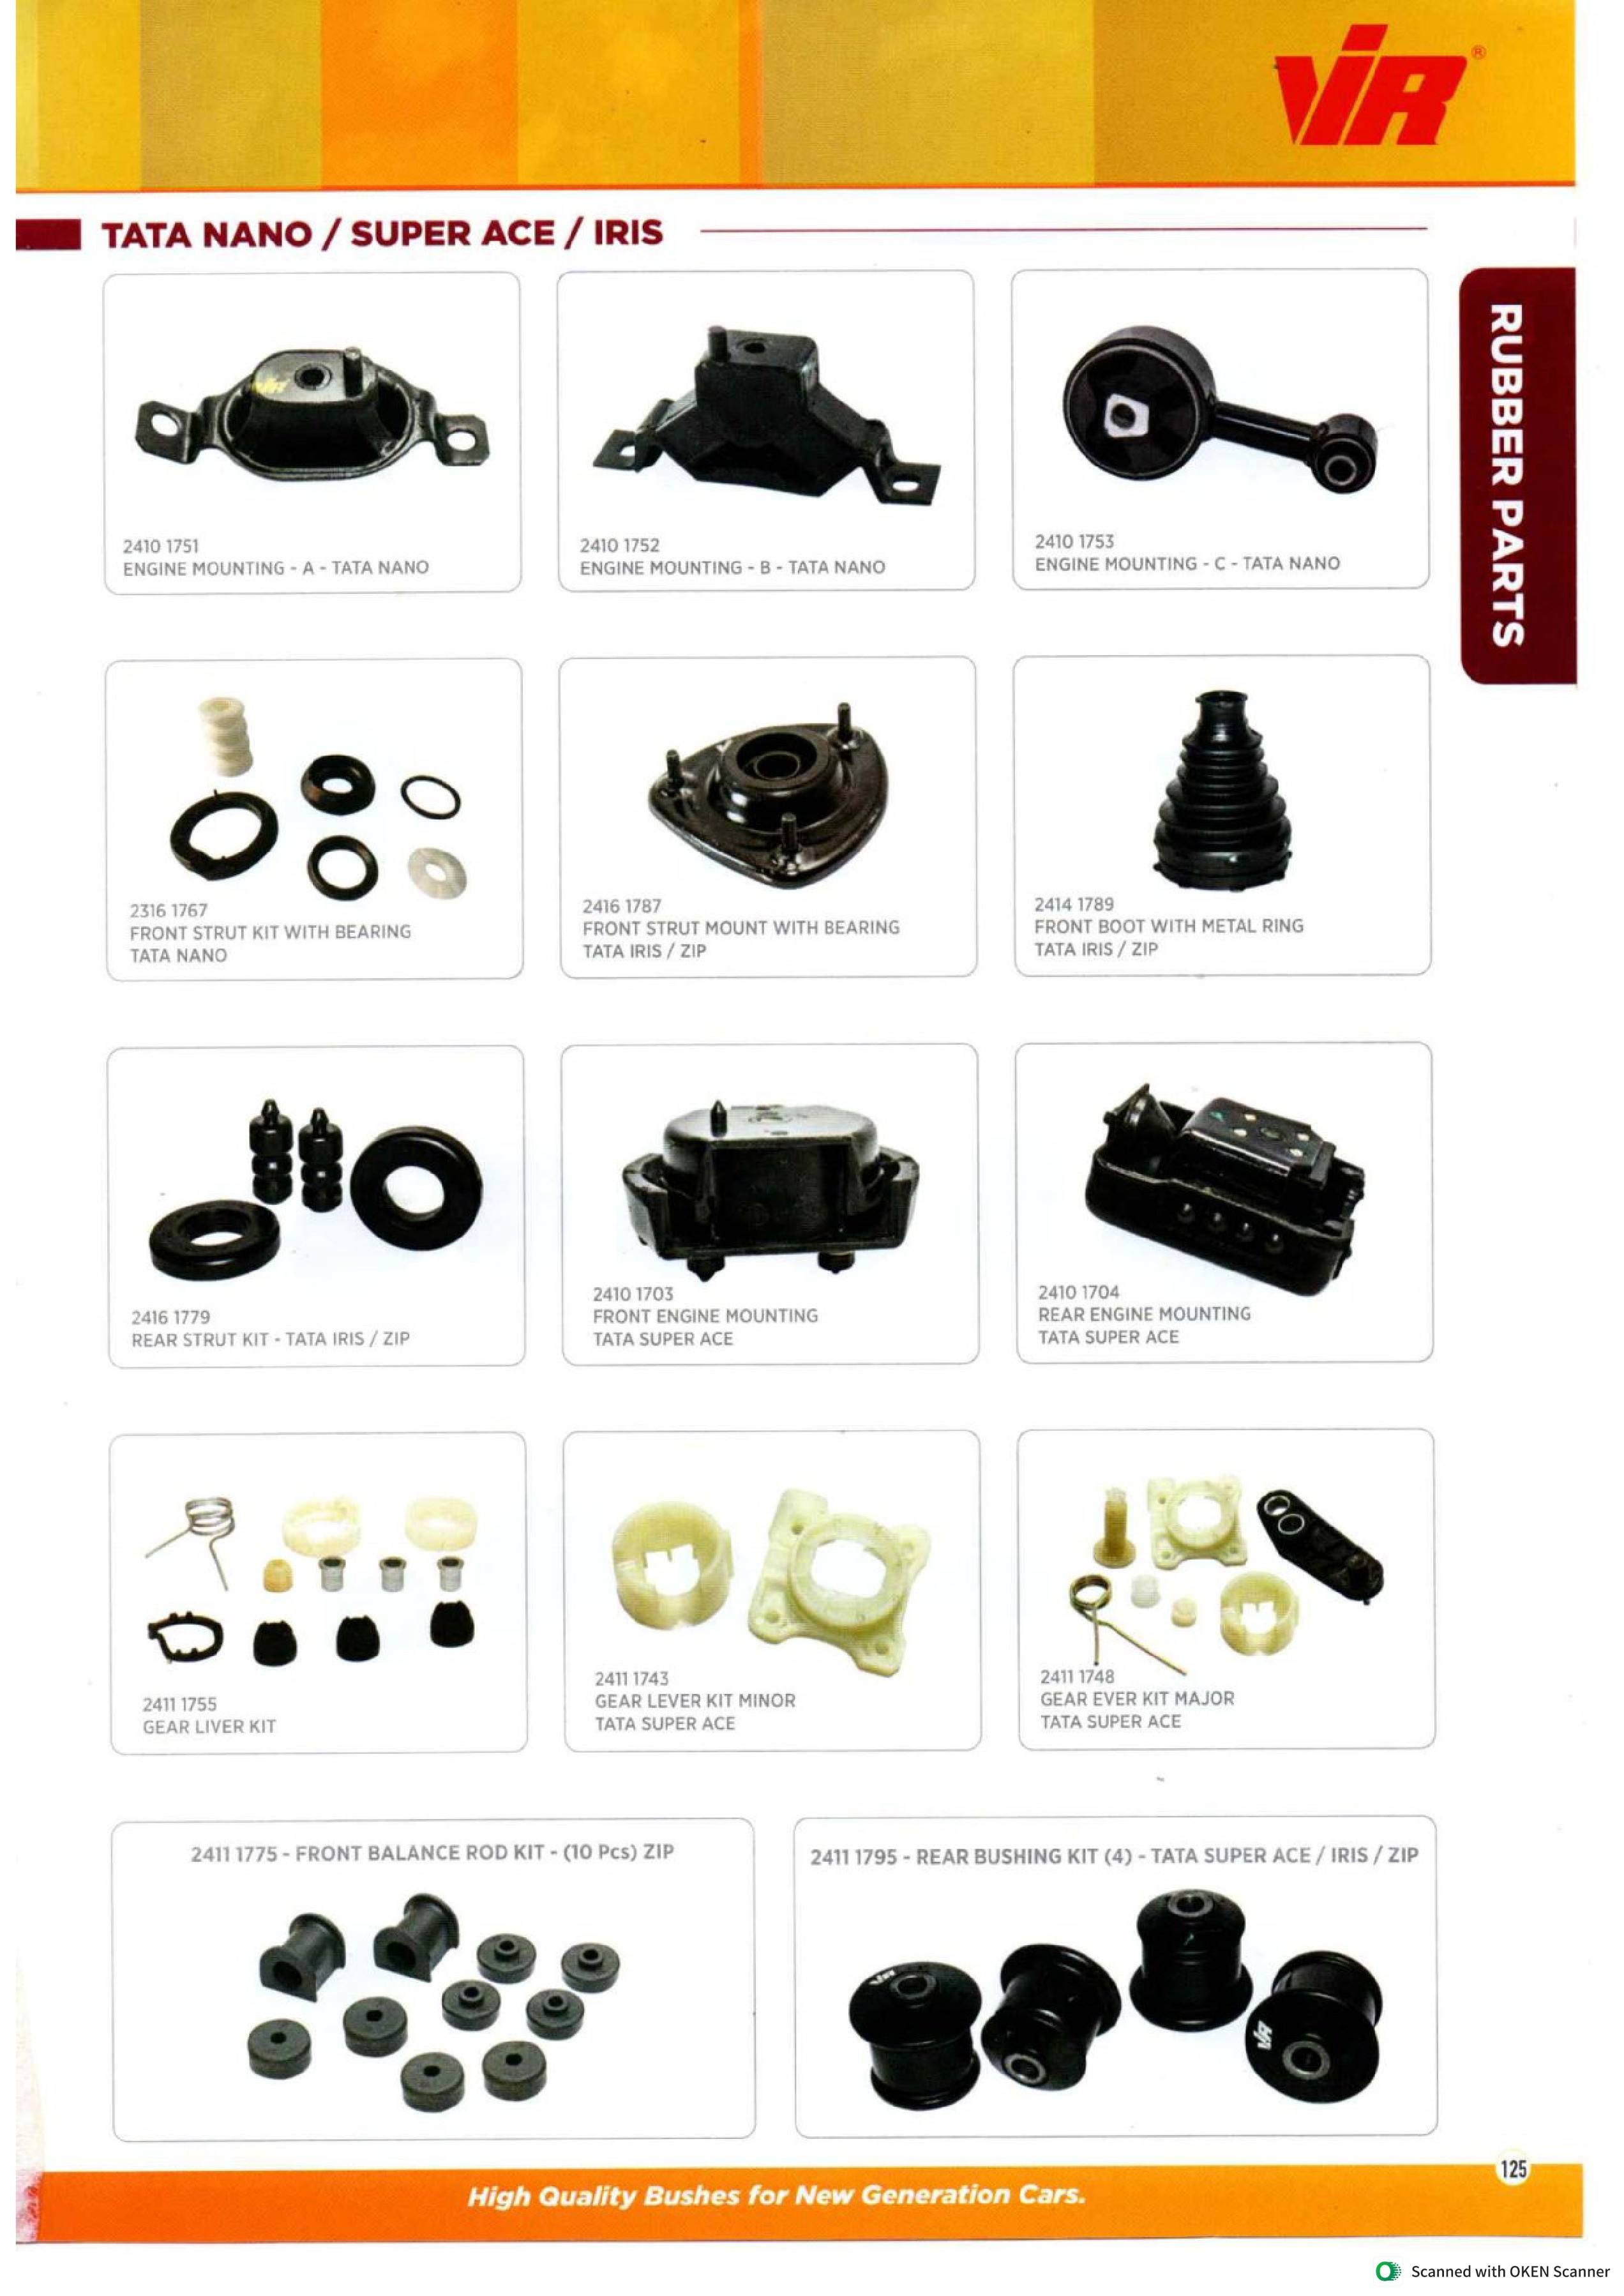 VIR®
TATA NANO / SUPER ACE / IRIS
RUBBER PARTS
2410 1751
ENGINE MOUNTING - A - TATA NANO
2410 1752
ENGINE MOUNTING - B - TATA NANO
2410 1753
ENGINE MOUNTING - C - TATA NANO
2316 1767
FRONT STRUT KIT WITH BEARING
TATA NANO
2416 1787
FRONT STRUT MOUNT WITH BEARING
TATA IRIS / ZIP
2414 1789
FRONT BOOT WITH METAL RING
TATA IRIS / ZIP
2416 1779
REAR STRUT KIT - TATA IRIS / ZIP
2410 1703
FRONT ENGINE MOUNTING
TATA SUPER ACE
2410 1704
REAR ENGINE MOUNTING
TATA SUPER ACE
2411 1755
GEAR LIVER KIT
2411 1743
GEAR LEVER KIT MINOR
TATA SUPER ACE
2411 1748
GEAR EVER KIT MAJOR
TATA SUPER ACE
2411 1775 - FRONT BALANCE ROD KIT - (10 Pcs) ZIP
2411 1795 - REAR BUSHING KIT (4) - TATA SUPER ACE / IRIS / ZIP
VIR
VIR
125
High Quality Bushes for New Generation Cars.
Scanned with OKEN Scanner